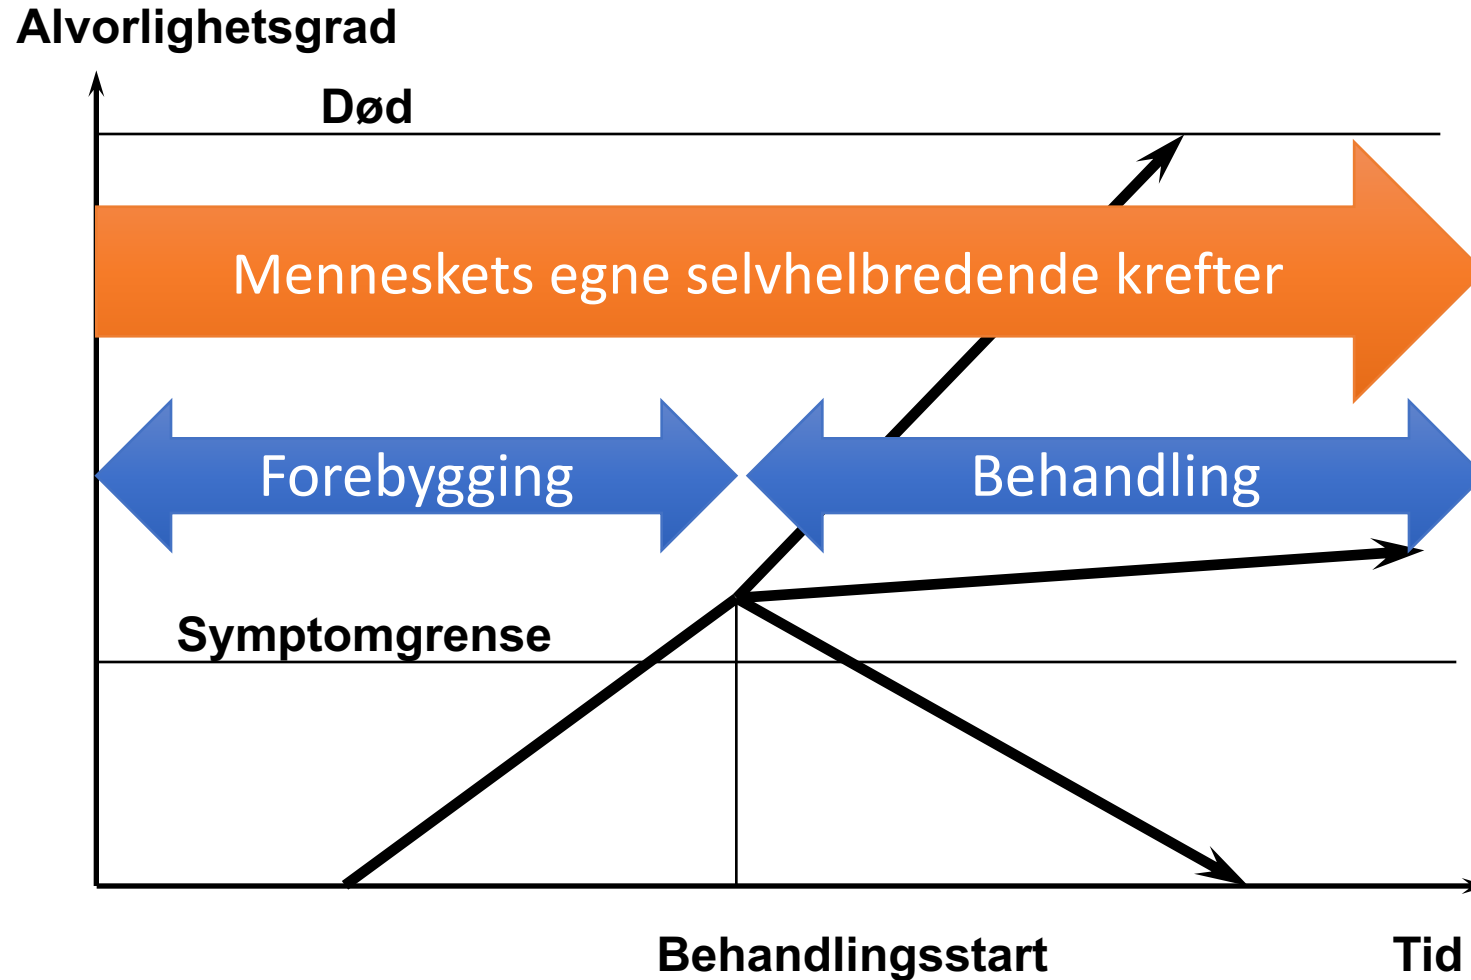 Alvorlighetsgrad
Død
Menneskets egne selvhelbredende krefter
Forebygging
Behandling
Symptomgrense
Behandlingsstart
Tid